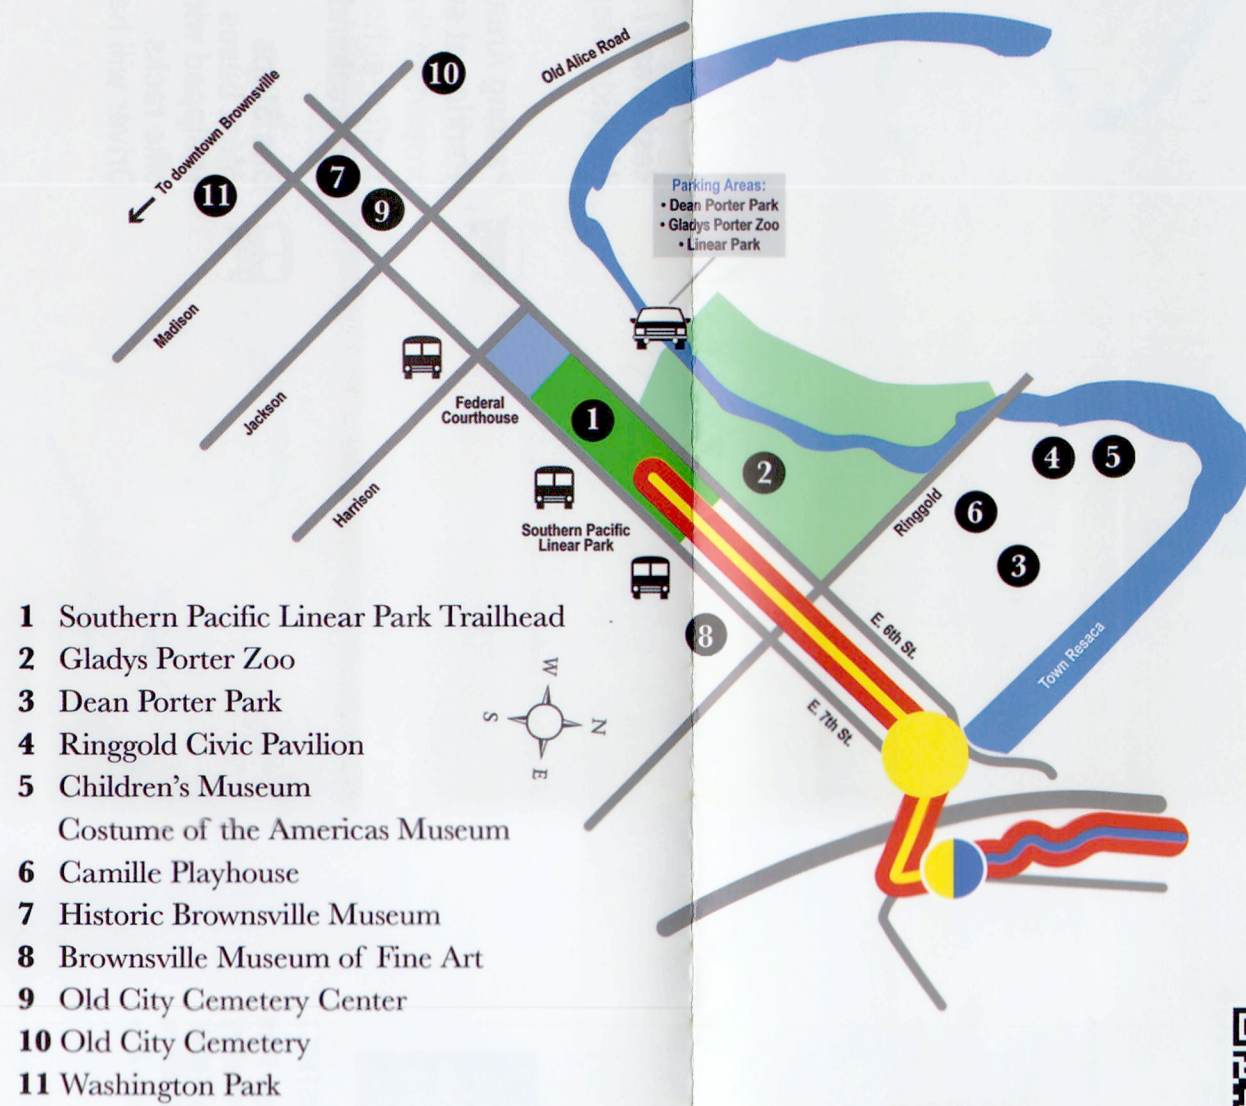 10
Old Alice Road
To downtown Brownsville
7
11
9
Parking Areas:
• Dean Porter Park
• Gladys Porter Zoo
• Linear Park
Madison
Jackson
Harrison
Federal
Courthouse
1
2
4
5
6
3
Ringgold
Southern Pacific
Linear Park
8
E. 6th St.
E. 7th St.
Town Resaca
W
S
N
E
1 Southern Pacific Linear Park Trailhead
2 Gladys Porter Zoo
3 Dean Porter Park
4 Ringgold Civic Pavilion
5 Children's Museum
Costume of the Americas Museum
6 Camille Playhouse
7 Historic Brownsville Museum
8 Brownsville Museum of Fine Art
9 Old City Cemetery Center
10 Old City Cemetery
11 Washington Park